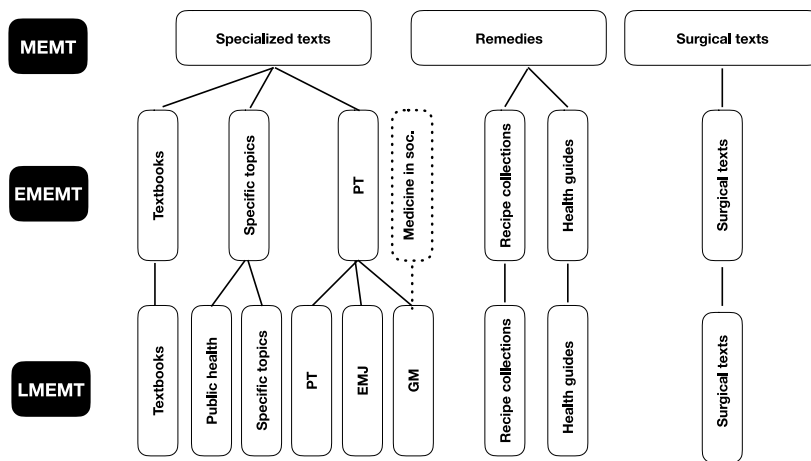 MEMT
Specialized texts
Remedies
Surgical texts
EMEMT
Textbooks
Specific topics
PT
Medicine in soc.
Recipe collections
Health guides
Surgical texts
LMEMT
Textbooks
Public health
Specific topics
PT
EMJ
GM
Recipe collections
Health guides
Surgical texts